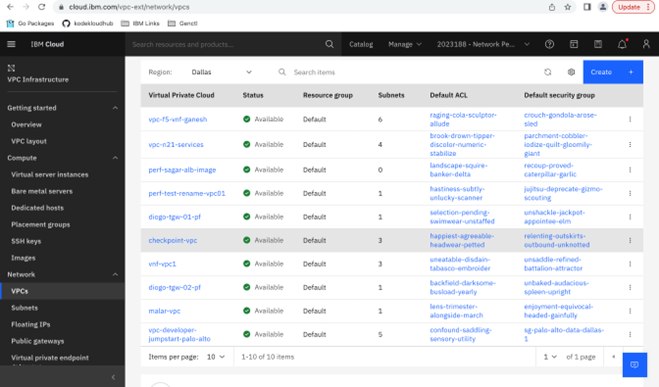 cloud.ibm.com/vpc-ext/network/vpcs
Update
Go Packages
kodekloudhub
IBM Links
Genctl
IBM Cloud
Search resources and products...
Catalog
Manage
2023188 - Network Pe...
VPC Infrastructure
Getting started
Overview
VPC layout
Compute
Virtual server instances
Bare metal servers
Dedicated hosts
Placement groups
SSH keys
Images
Network
VPCs
Subnets
Floating IPs
Public gateways
Virtual private endpoint
Region:
Dallas
Search items
Create +
Virtual Private Cloud Status Resource group Subnets Default ACL Default security group
vpc-f5-vnf-ganesh Available Default 6 raging-cola-sculptor-allude crouch-gondola-arose-sled
vpc-n21-services Available Default 4 brook-drown-tipper-discolor-numeric-stabilize parchment-cobbler-iodize-quilt-gloomily-giant
perf-sagar-alb-image Available Default 0 landscape-squire-banker-delta recoup-proved-caterpillar-garlic
perf-test-rename-vpc01 Available Default 1 hastiness-subtly-unlocky-scanner jujitsu-deprecate-gizmo-scouting
diogo-tgw-01-pf Available Default 1 selection-pending-swimwear-unstaffed unshackle-jackpot-appointee-elm
checkpoint-vpc Available Default 3 happiest-agreeable-headwear-petted relenting-outskirts-outbound-unknotted
vnf-vpc1 Available Default 3 uneatable-disdain-tabasco-embroider unsaddle-refined-battalion-attractor
diogo-tgw-02-pf Available Default 1 backfield-darksome-busload-yearly unbaked-audacious-spleen-upright
malar-vpc Available Default 1 lens-trimester-alongside-march enjoyment-equivocal-headed-gainfully
vpc-developer-jumpstart-palo-alto Available Default 5 confound-saddling-sensory-utility sg-palo-alto-data-dallas-1
Items per page: 10
1-10 of 10 items
1 of 1 page